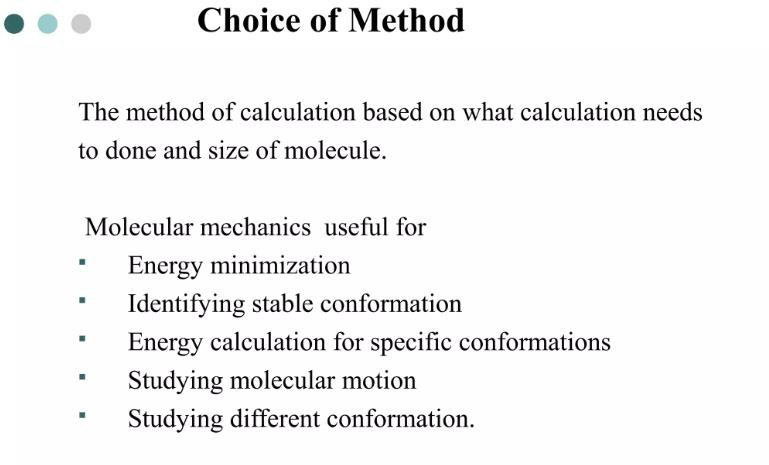 Choice of Method
The method of calculation based on what calculation needs
to done and size of molecule.
Molecular mechanics  useful for
▪ Energy minimization
▪ Identifying stable conformation
▪ Energy calculation for specific conformations
▪ Studying molecular motion
▪ Studying different conformation.